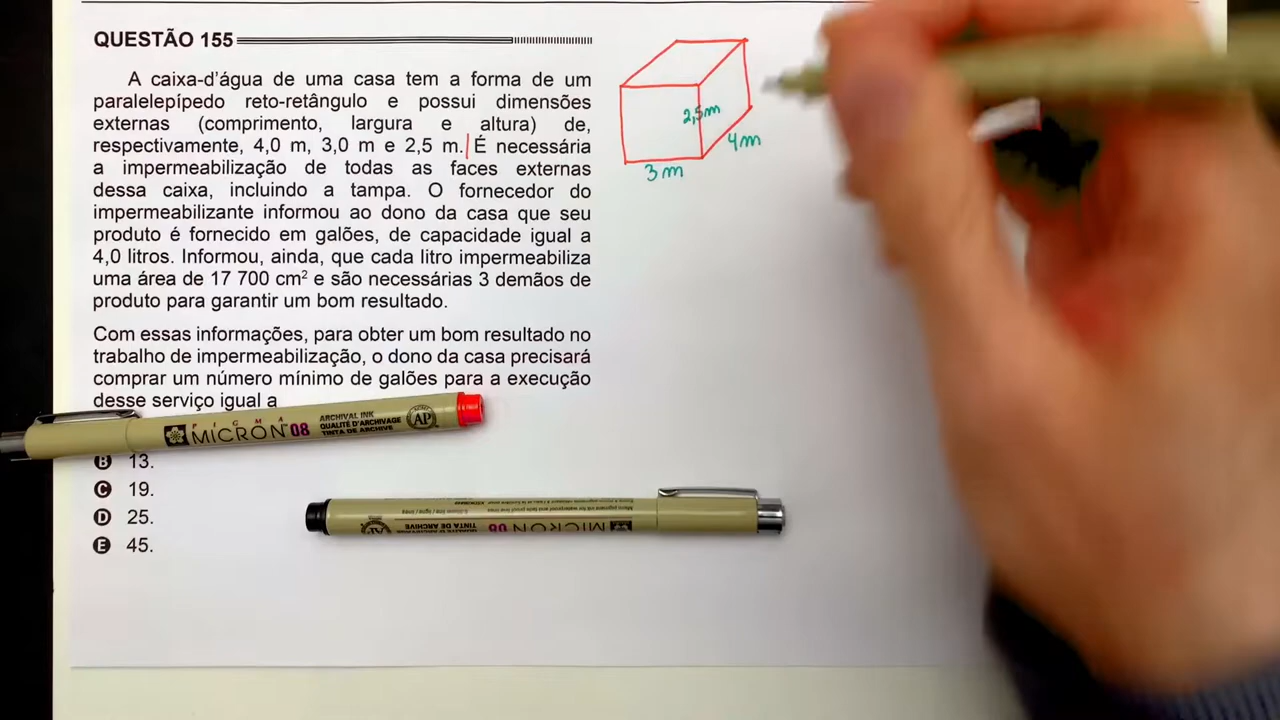 QUESTÃO 155
A caixa-d'água de uma casa tem a forma de um
paralelepípedo reto-retângulo e possui dimensões
externas (comprimento, largura e altura) de,
respectivamente, 4,0 m, 3,0 m e 2,5 m. É necessária
a impermeabilização de todas as faces externas
dessa caixa, incluindo a tampa. O fornecedor do
impermeabilizante informou ao dono da casa que seu
produto é fornecido em galões, de capacidade igual a
4,0 litros. Informou, ainda, que cada litro impermeabiliza
uma área de 17 700 cm² e são necessárias 3 demãos de
produto para garantir um bom resultado.
Com essas informações, para obter um bom resultado no
trabalho de impermeabilização, o dono da casa precisará
comprar um número mínimo de galões para a execução
desse serviço igual a
B 13.
C 19.
D 25.
E 45.
2,5m
4m
3m
PIGMA
MICRON 08
ARCHIVAL INK
QUALITÉ D'ARCHIVAGE
TINTA DE ARCHIVE
AP
MICRON 08
TINTA DE ARCHIVE